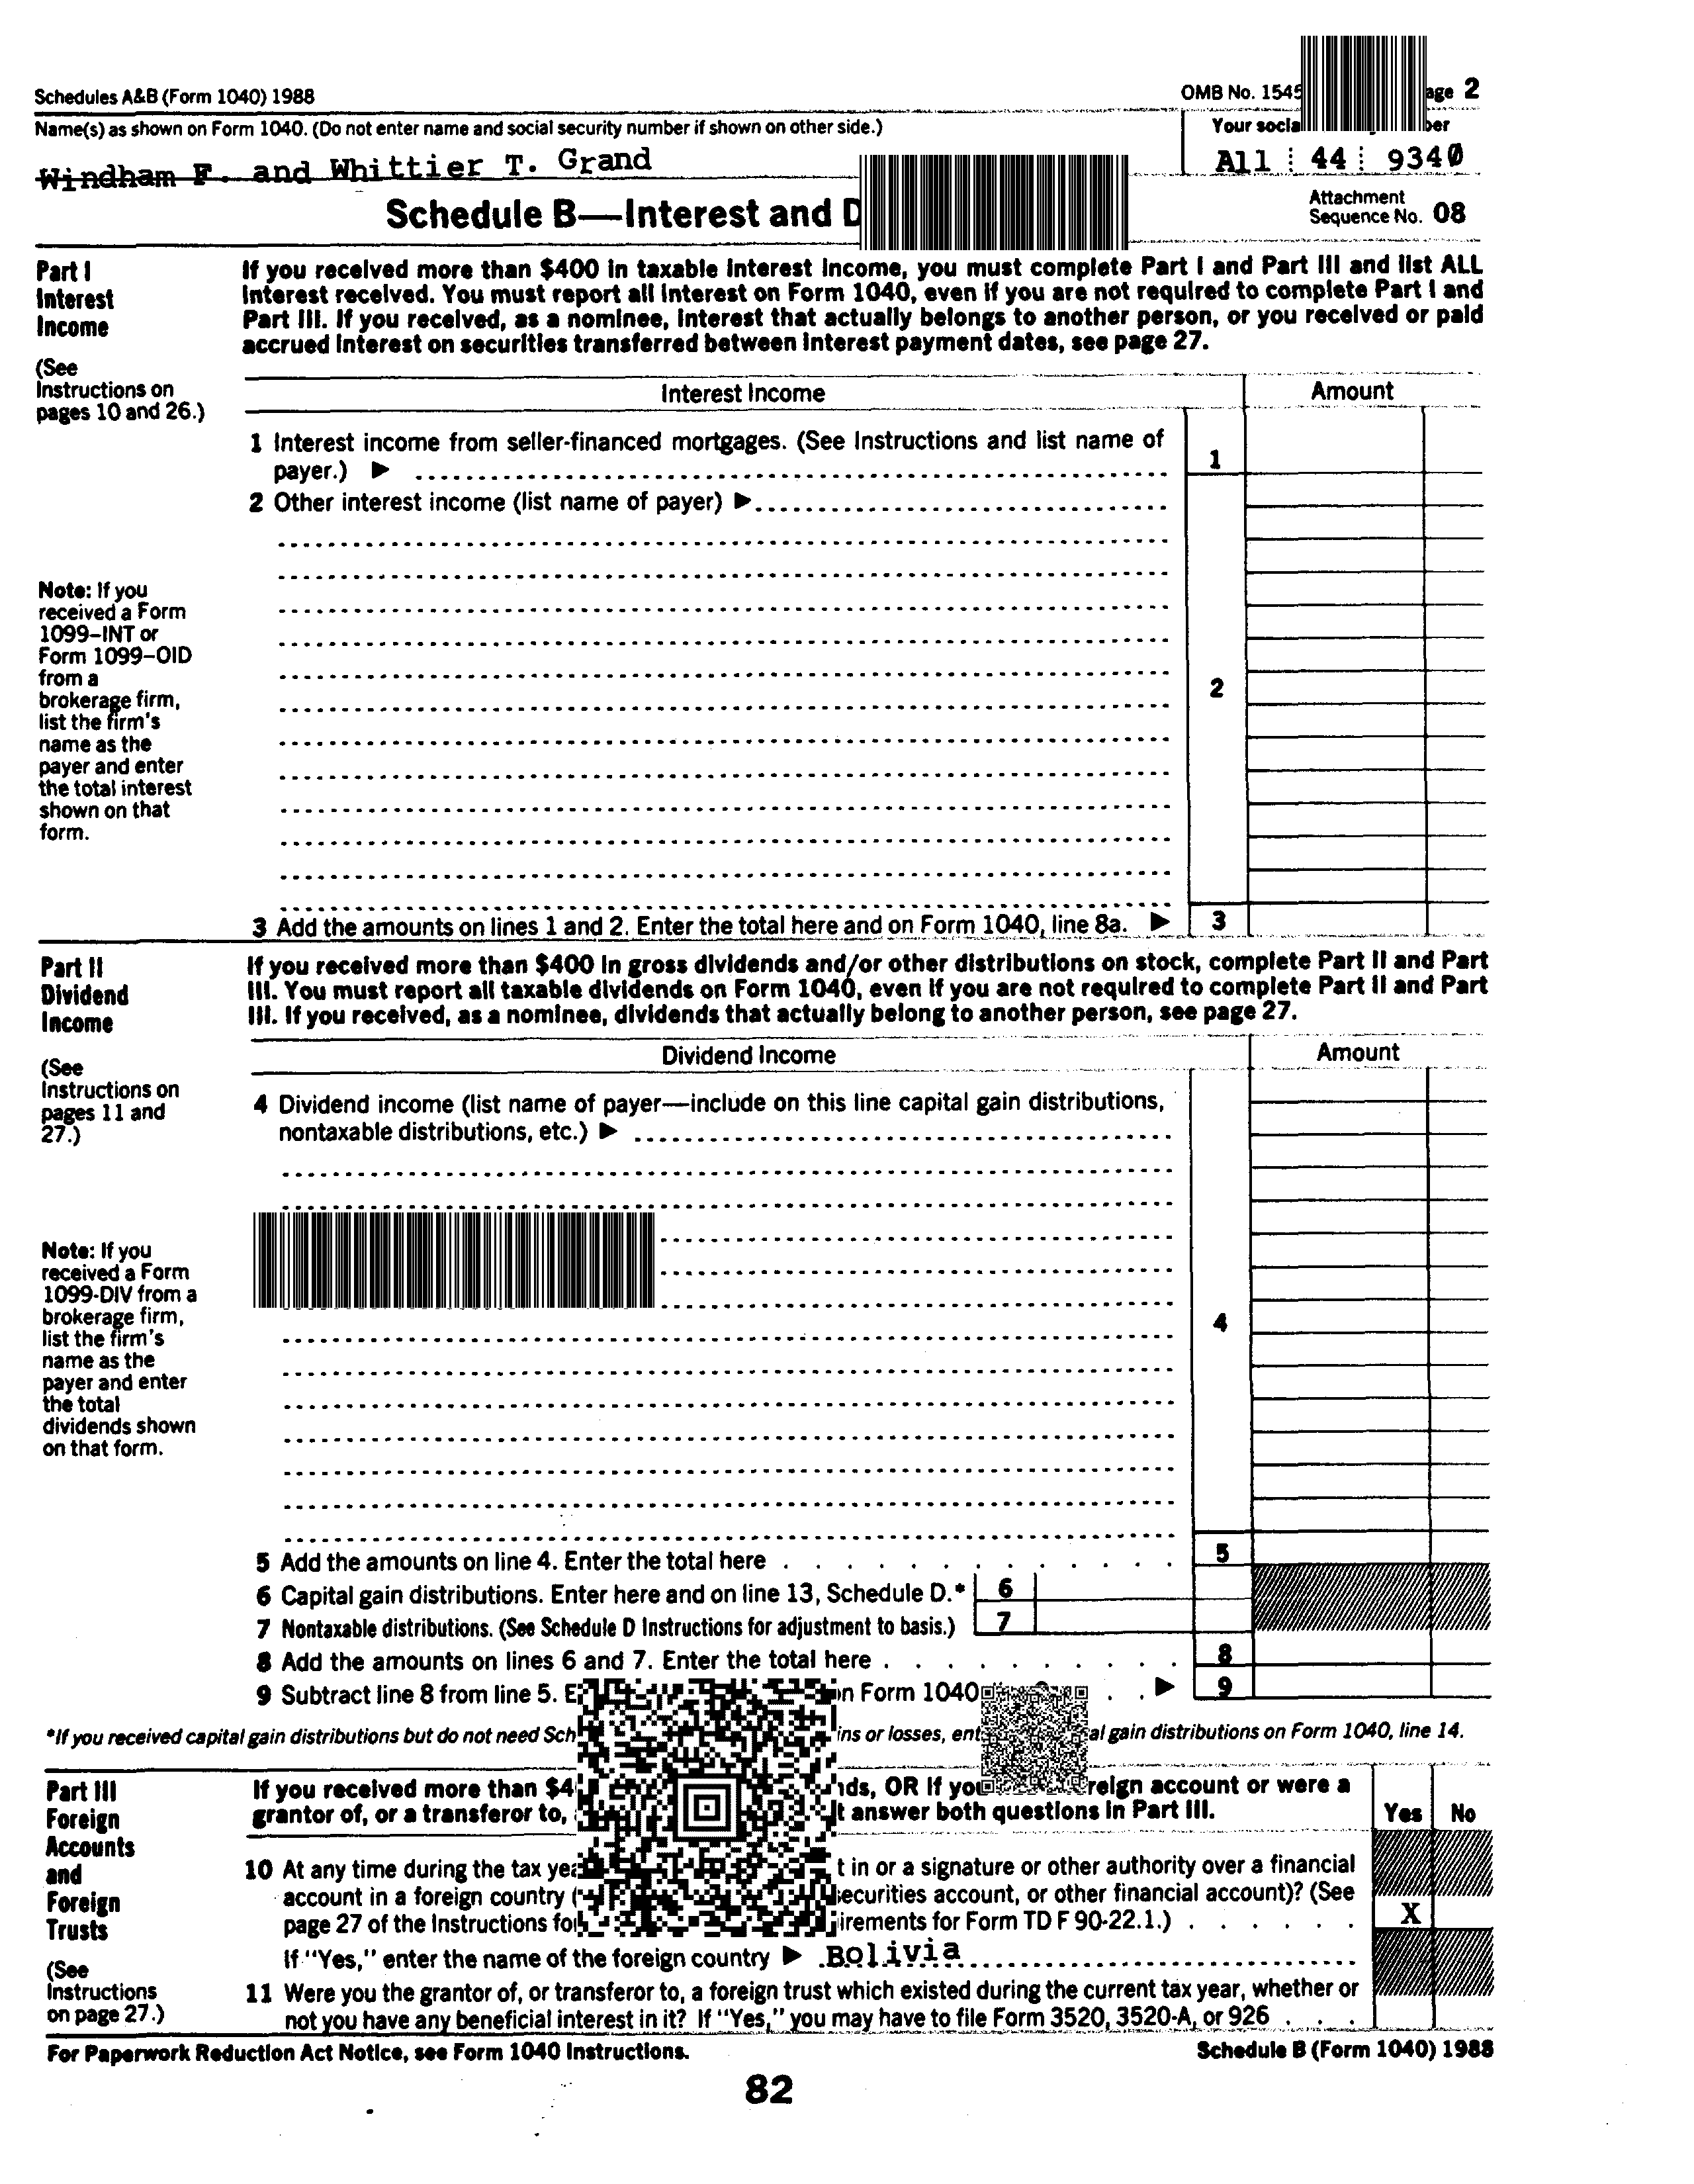 Schedules A&B (Form 1040) 1988
OMB No. 1545
age 2
Name(s) as shown on Form 1040. (Do not enter name and social security number if shown on other side.)
Your socia
ber
Windham F. and Whittier T. Grand
All 44 9340
Schedule B—Interest and D
Attachment
Sequence No. 08
Part I
Interest
Income
(See
Instructions on
pages 10 and 26.)
If you received more than $400 in taxable interest income, you must complete Part I and Part III and list ALL
interest received. You must report all interest on Form 1040, even if you are not required to complete Part I and
Part III. If you received, as a nominee, interest that actually belongs to another person, or you received or paid
accrued interest on securities transferred between interest payment dates, see page 27.
Interest Income
Amount
1 Interest income from seller-financed mortgages. (See Instructions and list name of
payer.) ▶
1
2 Other interest income (list name of payer) ▶
Note: If you
received a Form
1099–INT or
Form 1099–OID
from a
brokerage firm,
list the firm's
name as the
payer and enter
the total interest
shown on that
form.
2
3 Add the amounts on lines 1 and 2. Enter the total here and on Form 1040, line 8a. ▶ 3
Part II
Dividend
Income
(See
Instructions on
pages 11 and
27.)
If you received more than $400 in gross dividends and/or other distributions on stock, complete Part II and Part
III. You must report all taxable dividends on Form 1040, even if you are not required to complete Part II and Part
III. If you received, as a nominee, dividends that actually belong to another person, see page 27.
Dividend Income
Amount
4 Dividend income (list name of payer—include on this line capital gain distributions,
nontaxable distributions, etc.) ▶
Note: If you
received a Form
1099-DIV from a
brokerage firm,
list the firm's
name as the
payer and enter
the total
dividends shown
on that form.
4
5 Add the amounts on line 4. Enter the total here . . . . . . . . . . 5
6 Capital gain distributions. Enter here and on line 13, Schedule D.* 6
7 Nontaxable distributions. (See Schedule D Instructions for adjustment to basis.) 7
8 Add the amounts on lines 6 and 7. Enter the total here . . . . . . . . . . 8
9 Subtract line 8 from line 5. E
n Form 1040
. . ▶ 9
*If you received capital gain distributions but do not need Sch
ins or losses, ent
al gain distributions on Form 1040, line 14.
Part III
Foreign
Accounts
and
Foreign
Trusts
(See
Instructions
on page 27.)
If you received more than $4
nds, OR if you
reign account or were a
grantor of, or a transferor to,
t answer both questions in Part III.
Yes No
10 At any time during the tax yea
t in or a signature or other authority over a financial
account in a foreign country (
securities account, or other financial account)? (See
page 27 of the Instructions for
irements for Form TD F 90-22.1.) . . . . . . X
If "Yes," enter the name of the foreign country ▶ Bolivia
11 Were you the grantor of, or transferor to, a foreign trust which existed during the current tax year, whether or
not you have any beneficial interest in it? If "Yes," you may have to file Form 3520, 3520-A, or 926 . . .
For Paperwork Reduction Act Notice, see Form 1040 Instructions.
Schedule B (Form 1040) 1988
82